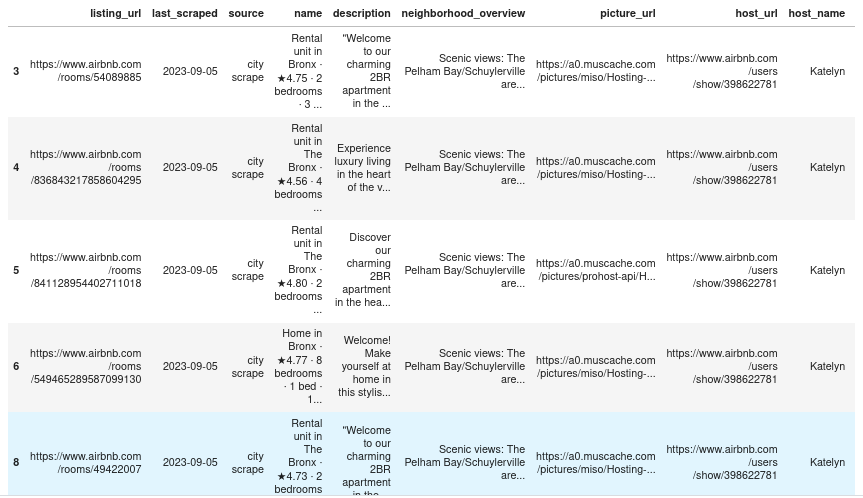 listing_url last_scraped source name description neighborhood_overview picture_url host_url host_name
3 https://www.airbnb.com/rooms/54089885 2023-09-05 city scrape Rental unit in Bronx · ★4.75 · 2 bedrooms · 3 ... "Welcome to our charming 2BR apartment in the ... Scenic views: The Pelham Bay/Schuylerville are... https://a0.muscache.com/pictures/miso/Hosting-... https://www.airbnb.com/users/show/398622781 Katelyn
4 https://www.airbnb.com/rooms/836843217858604295 2023-09-05 city scrape Rental unit in The Bronx · ★4.56 · 4 bedrooms ... Experience luxury living in the heart of the v... Scenic views: The Pelham Bay/Schuylerville are... https://a0.muscache.com/pictures/miso/Hosting-... https://www.airbnb.com/users/show/398622781 Katelyn
5 https://www.airbnb.com/rooms/841128954402711018 2023-09-05 city scrape Rental unit in The Bronx · ★4.80 · 2 bedrooms ... Discover our charming 2BR apartment in the hea... Scenic views: The Pelham Bay/Schuylerville are... https://a0.muscache.com/pictures/prohost-api/H... https://www.airbnb.com/users/show/398622781 Katelyn
6 https://www.airbnb.com/rooms/549465289587099130 2023-09-05 city scrape Home in Bronx · ★4.77 · 8 bedrooms · 1 bed · 1... Welcome! Make yourself at home in this stylis... Scenic views: The Pelham Bay/Schuylerville are... https://a0.muscache.com/pictures/miso/Hosting-... https://www.airbnb.com/users/show/398622781 Katelyn
8 https://www.airbnb.com/rooms/49422007 2023-09-05 city scrape Rental unit in The Bronx · ★4.73 · 2 bedrooms "Welcome to our charming 2BR apartment in the ... Scenic views: The Pelham Bay/Schuylerville are... https://a0.muscache.com/pictures/miso/Hosting-... https://www.airbnb.com/users/show/398622781 Katelyn